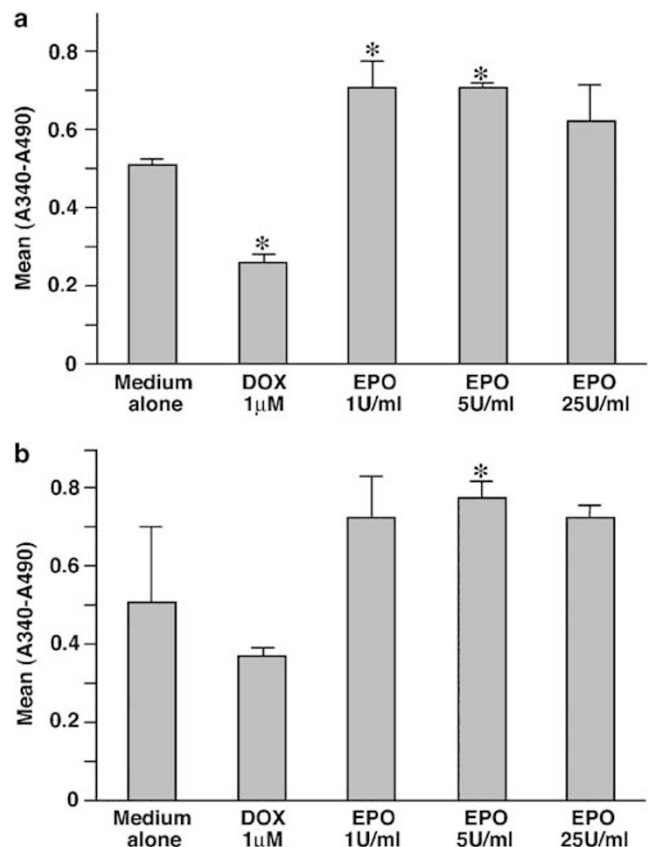 a
0.8
0.6
0.4
0.2
0
Mean (A340-A490)
*
*
*
Medium alone
DOX 1μM
EPO 1U/ml
EPO 5U/ml
EPO 25U/ml
b
0.8
0.6
0.4
0.2
0
Mean (A340-A490)
*
Medium alone
DOX 1μM
EPO 1U/ml
EPO 5U/ml
EPO 25U/ml